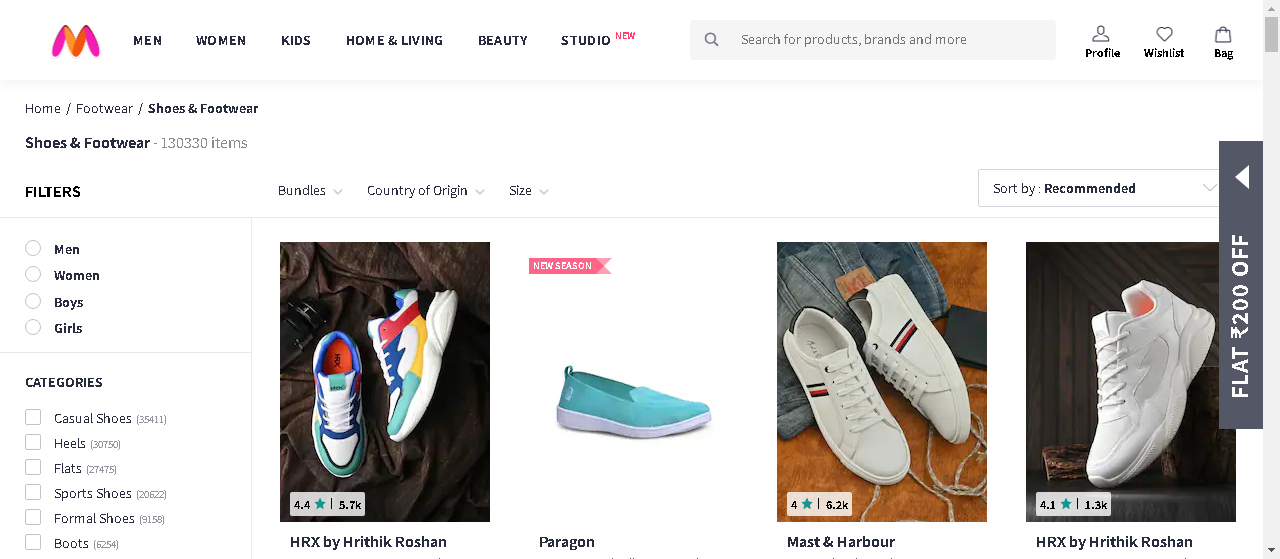 MEN WOMEN KIDS HOME & LIVING BEAUTY STUDIO NEW Search for products, brands and more Profile Wishlist Bag
Home / Footwear / Shoes & Footwear
Shoes & Footwear - 130330 items
FILTERS Bundles Country of Origin Size Sort by : Recommended
Men
Women
Boys
Girls
CATEGORIES
Casual Shoes (35411)
Heels (30750)
Flats (27475)
Sports Shoes (20622)
Formal Shoes (9158)
Boots (6254)
4.4 ★ | 5.7k
HRX by Hrithik Roshan
NEW SEASON
Paragon
4 ★ | 6.2k
Mast & Harbour
4.1 ★ | 1.3k
HRX by Hrithik Roshan
FLAT ₹200 OFF